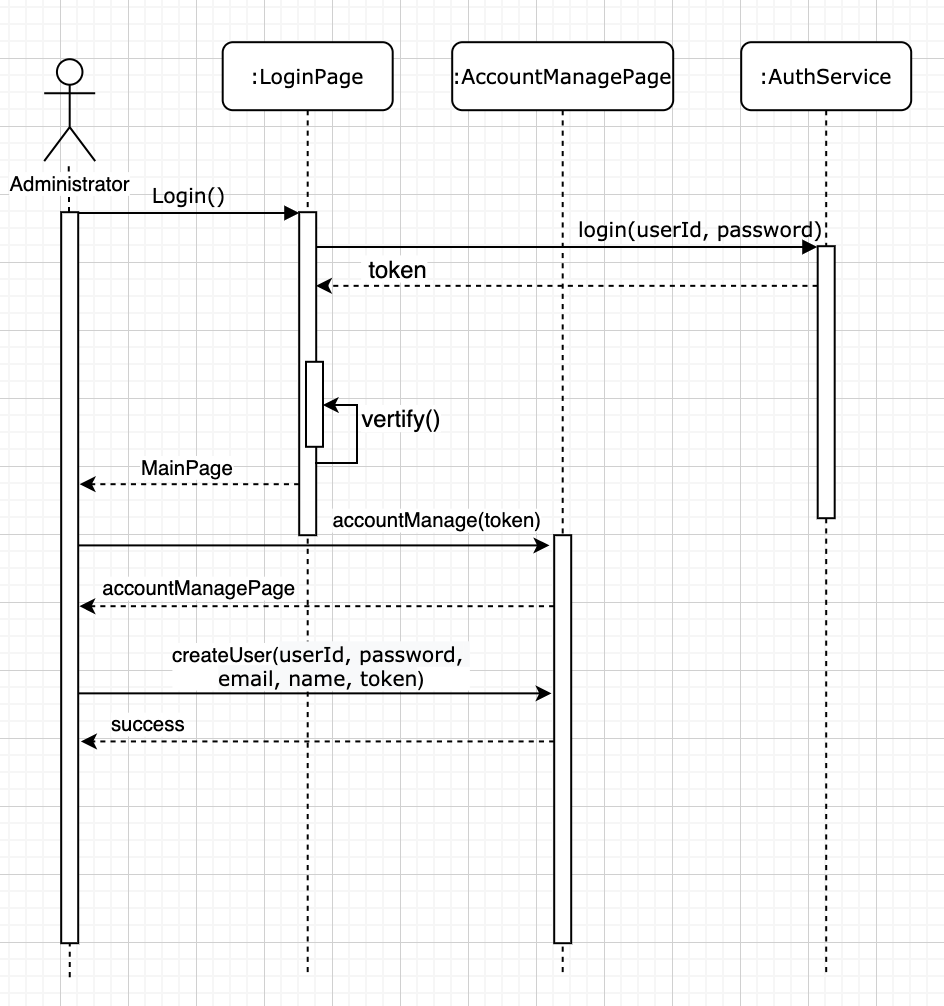 :LoginPage
:AccountManagePage
:AuthService
Administrator
Login()
login(userId, password)
token
vertify()
MainPage
accountManage(token)
accountManagePage
createUser(userId, password,
email, name, token)
success